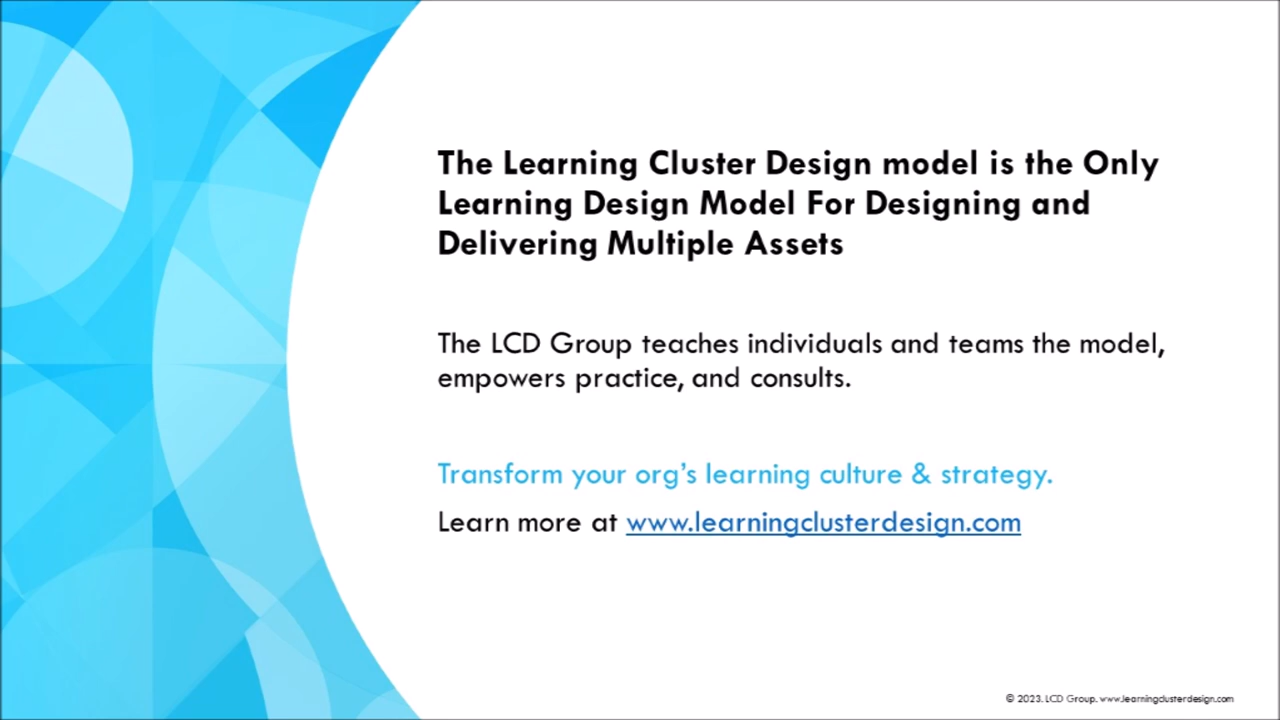 The Learning Cluster Design model is the Only
Learning Design Model For Designing and
Delivering Multiple Assets
The LCD Group teaches individuals and teams the model,
empowers practice, and consults.
Transform your org’s learning culture & strategy.
Learn more at www.learningclusterdesign.com
© 2023. LCD Group. www.learningclusterdesign.com